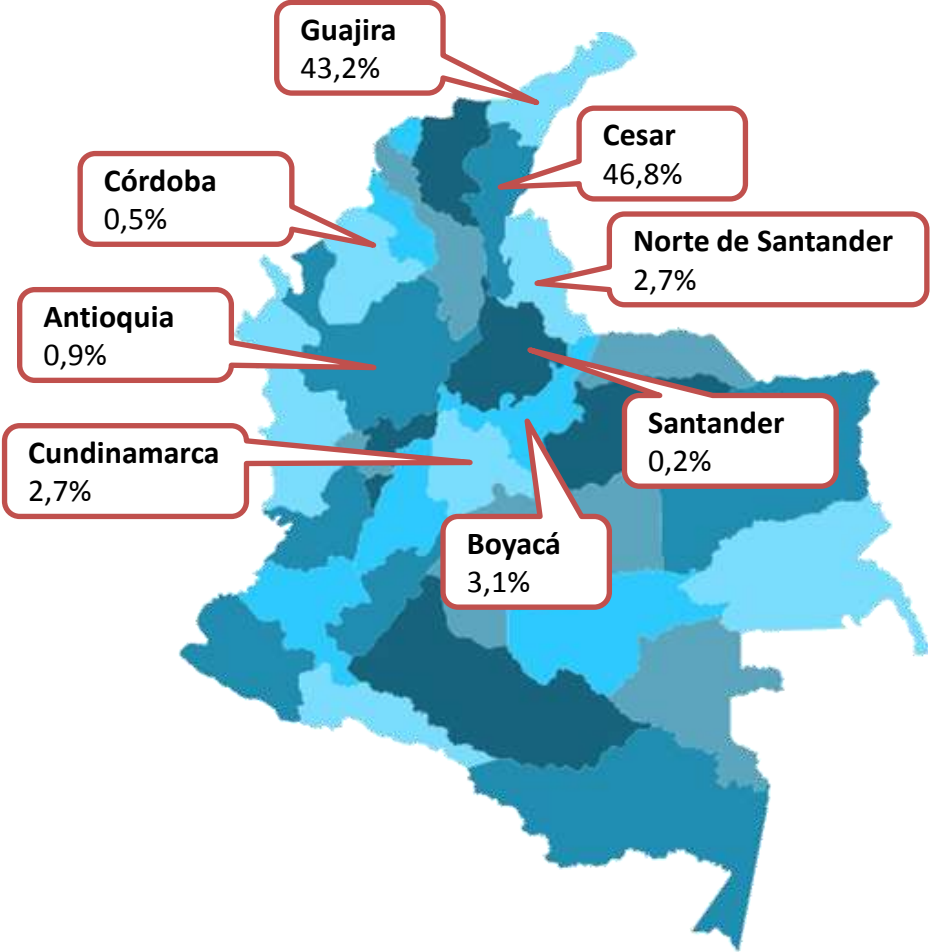 Guajira
43,2%
Cesar
46,8%
Córdoba
0,5%
Norte de Santander
2,7%
Antioquia
0,9%
Santander
0,2%
Cundinamarca
2,7%
Boyacá
3,1%